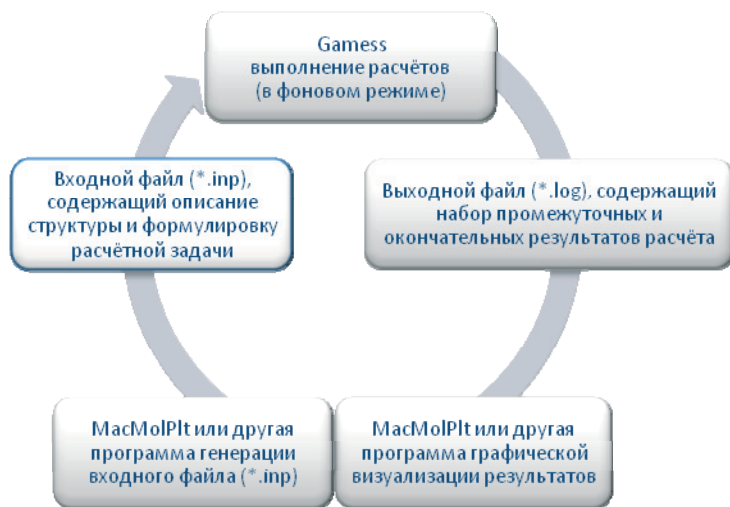 Gamess
выполнение расчётов
(в фоновом режиме)
Входной файл (*.inp),
содержащий описание
структуры и формулировку
расчётной задачи
Выходной файл (*.log), содержащий
набор промежуточных и
окончательных результатов расчёта
MacMolPlt или другая
программа генерации
входного файла (*.inp)
MacMolPlt или другая
программа графической
визуализации результатов